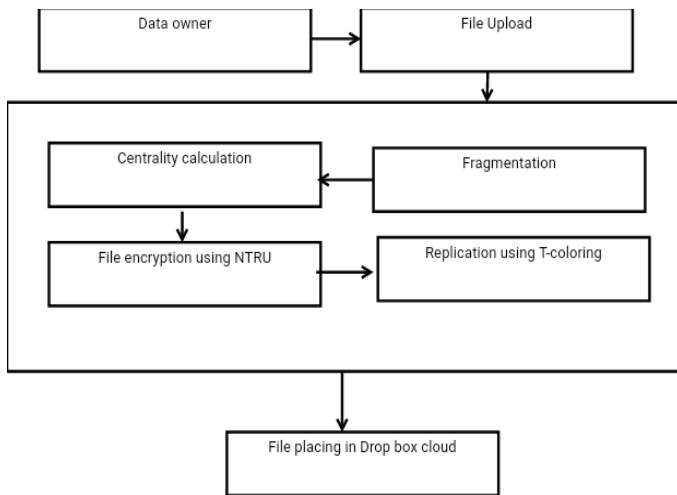 Data owner
File Upload
Centrality calculation
Fragmentation
File encryption using NTRU
Replication using T-coloring
File placing in Drop box cloud